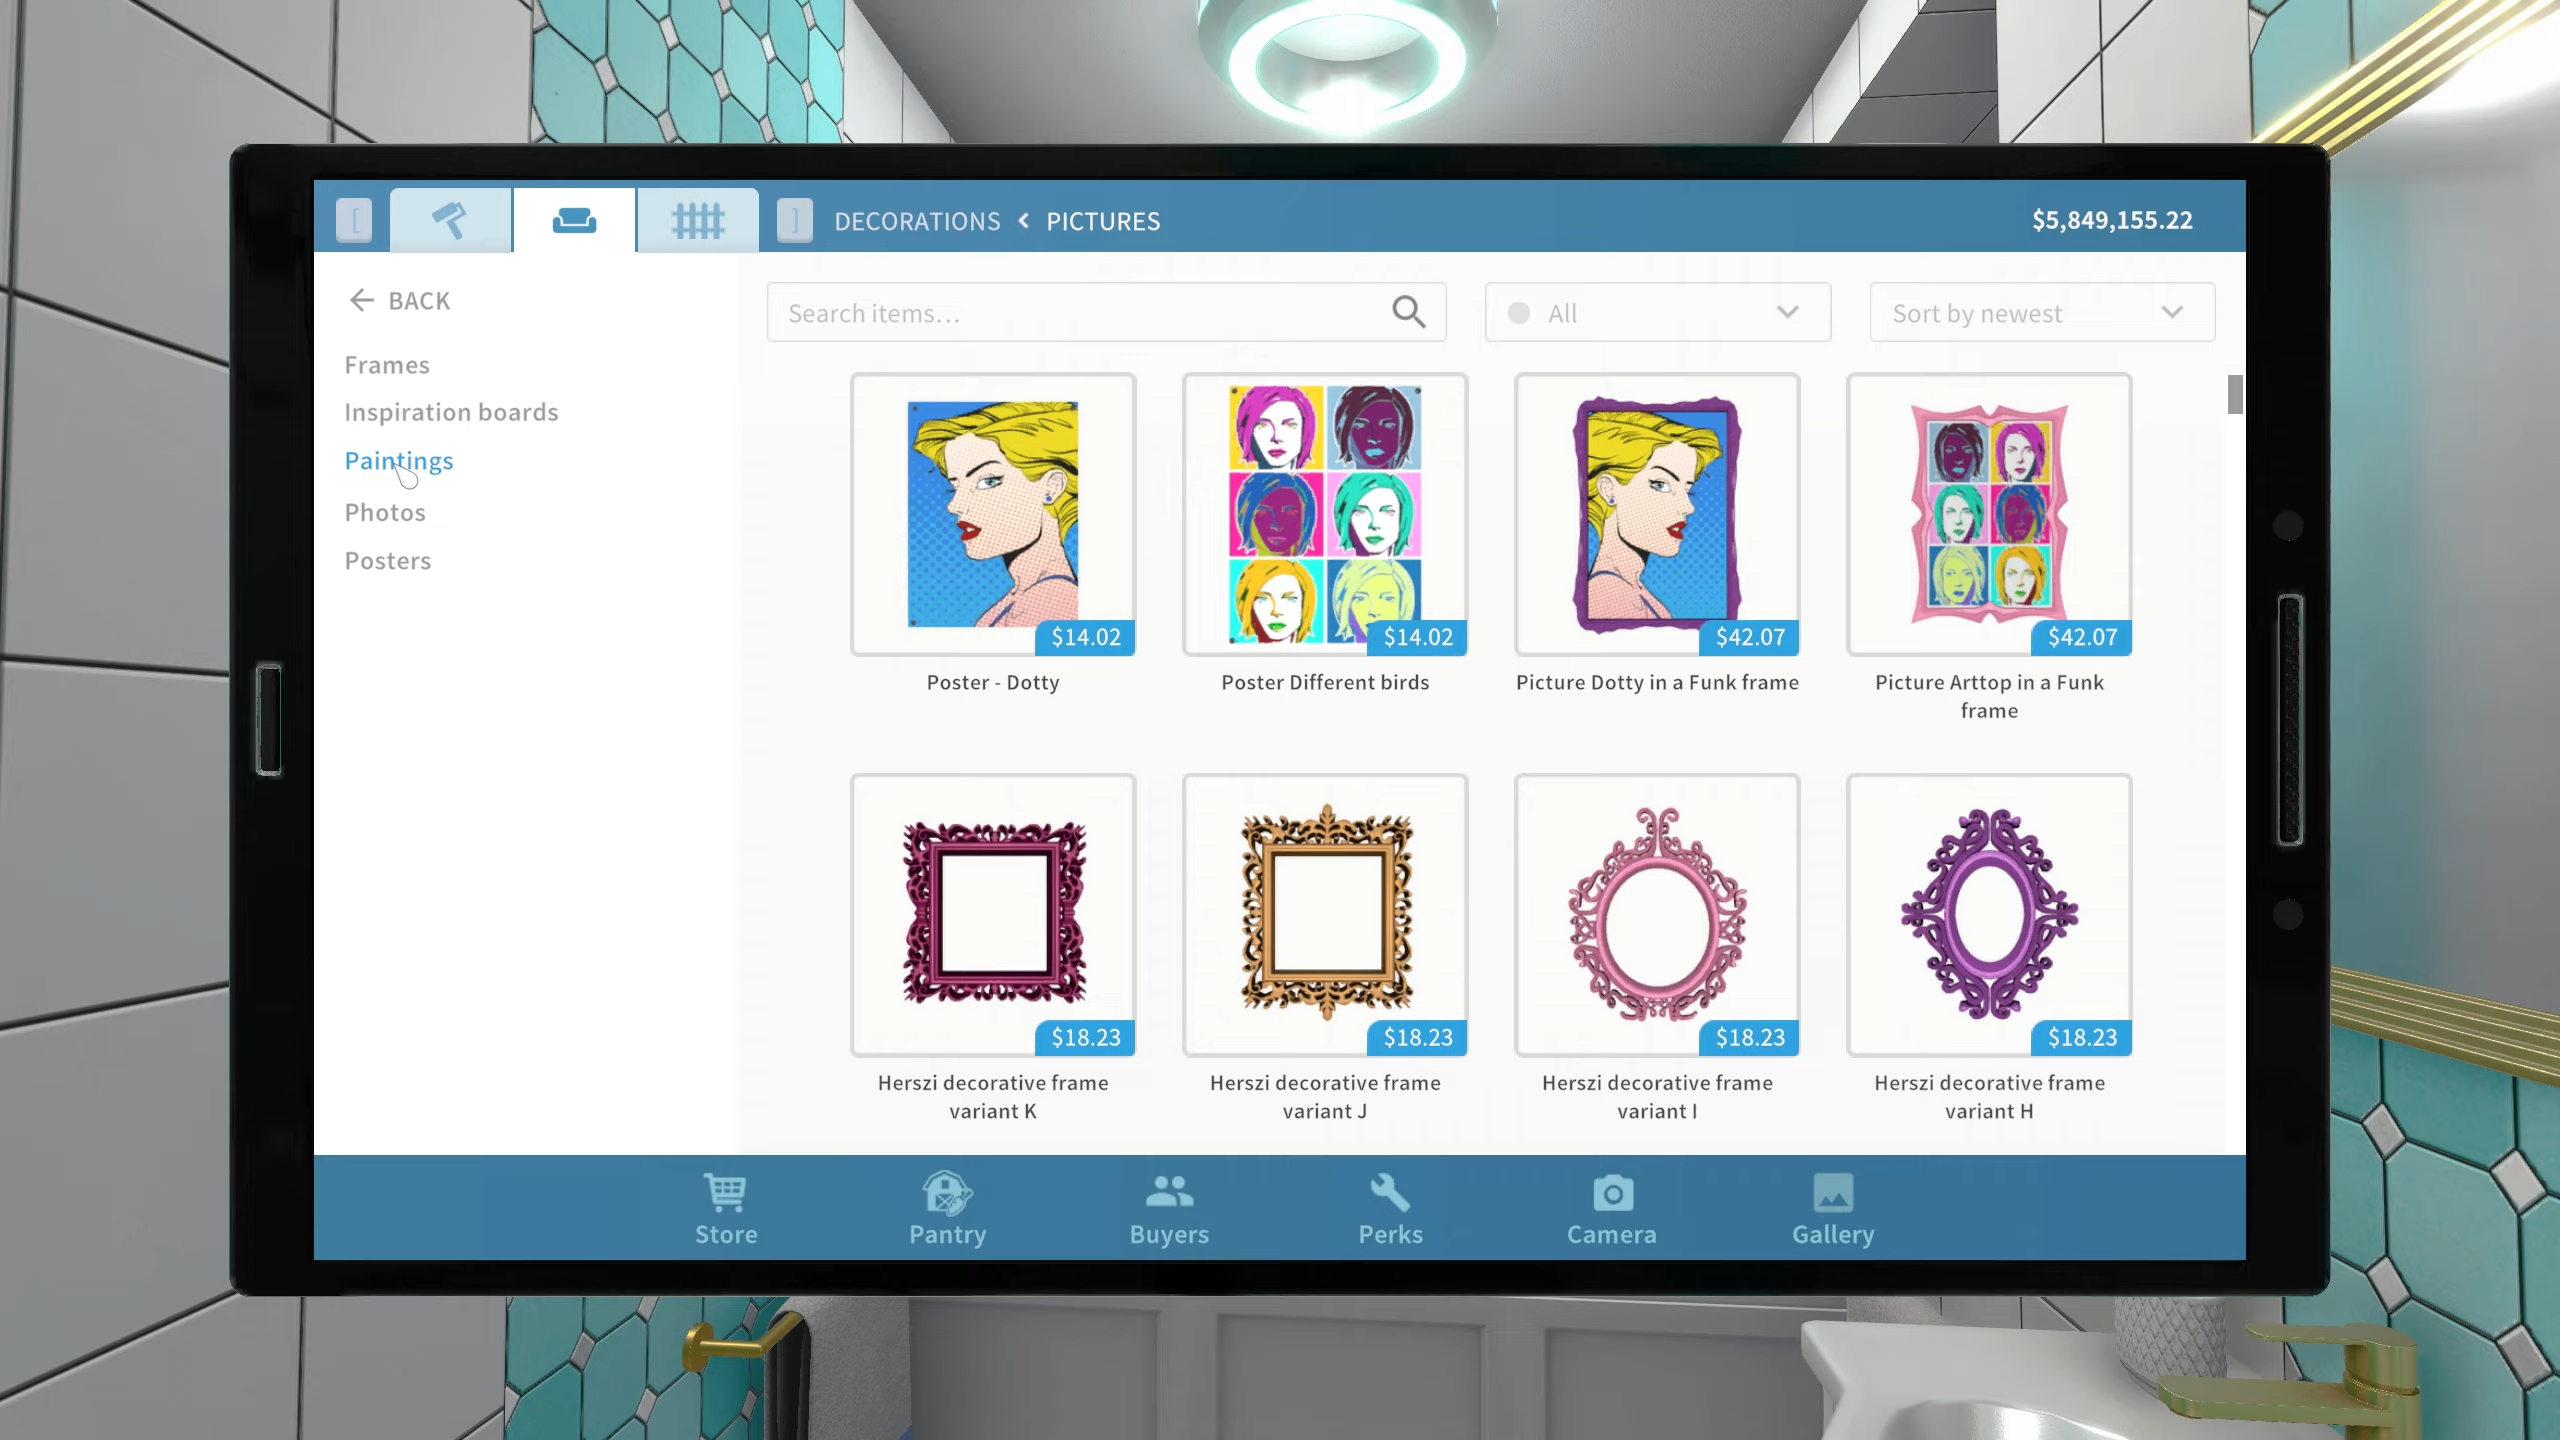 [
]
DECORATIONS < PICTURES
$5,849,155.22
BACK
Frames
Inspiration boards
Paintings
Photos
Posters
Search items...
All
Sort by newest
$14.02
$14.02
$42.07
$42.07
Poster - Dotty
Poster Different birds
Picture Dotty in a Funk frame
Picture Arttop in a Funk
frame
$18.23
$18.23
$18.23
$18.23
Herszi decorative frame
variant K
Herszi decorative frame
variant J
Herszi decorative frame
variant I
Herszi decorative frame
variant H
Store
Pantry
Buyers
Perks
Camera
Gallery